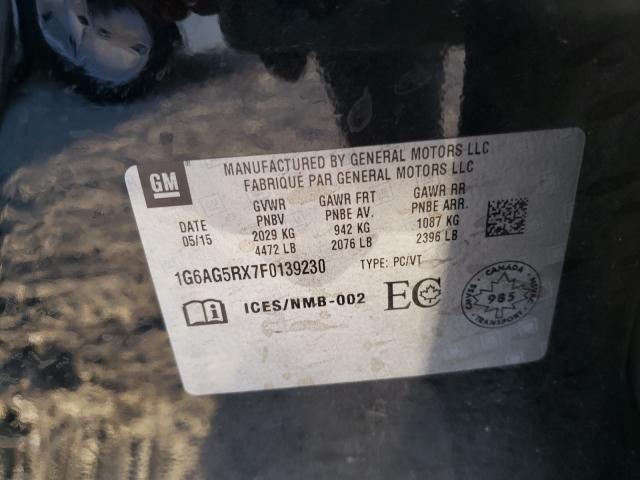 GM
MANUFACTURED BY GENERAL MOTORS LLC
FABRIQUÉ PAR GENERAL MOTORS LLC
DATE GVWR GAWR FRT GAWR RR
PNBV PNBE AV. PNBE ARR.
05/15 2029 KG 942 KG 1087 KG
4472 LB 2076 LB 2396 LB
1G6AG5RX7F0139230 TYPE: PC/VT
ICES/NMB-002 EC
CANADA
985
TRANSPORT